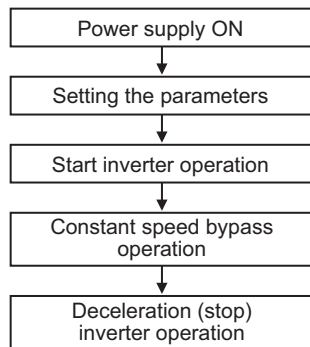 Power supply ON
Setting the parameters
Start inverter operation
Constant speed bypass
operation
Deceleration (stop)
inverter operation